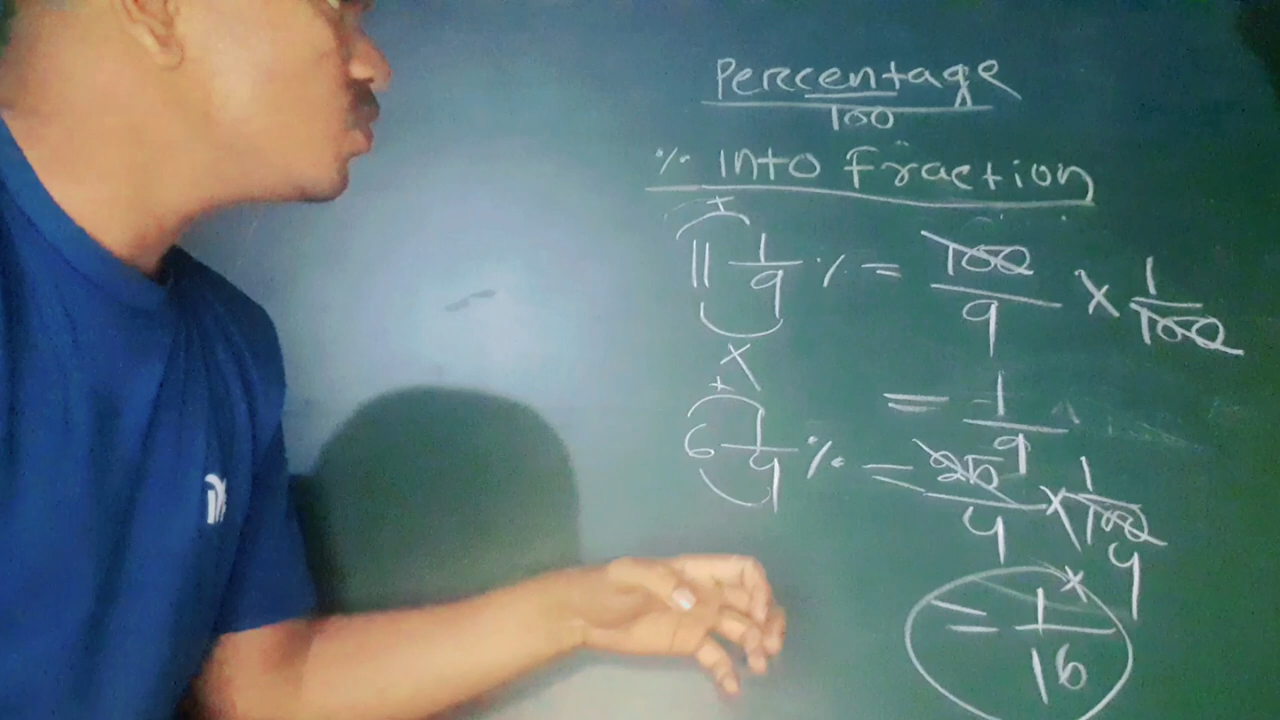 Percentage
100
% into fraction
+
11 1/9 % = 100/9 × 1/100
×
= 1/9
+
6 1/4 % = 25/4 × 1/100
4
= 1/16
×